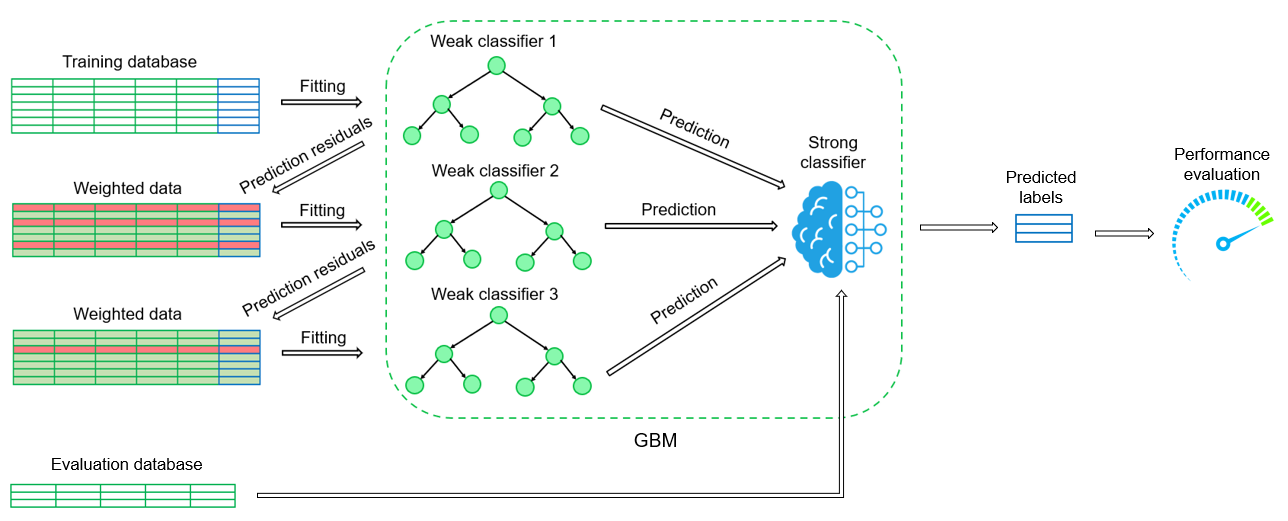 Training database
Fitting
Weak classifier 1
Prediction residuals
Prediction
Weighted data
Fitting
Weak classifier 2
Prediction
Strong
classifier
Predicted
labels
Performance
evaluation
Prediction residuals
Weighted data
Fitting
Weak classifier 3
Prediction
GBM
Evaluation database